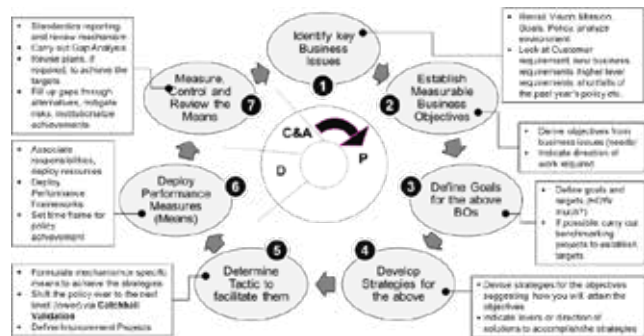 Identify key
Business
Issues
1
• Revisit Vision, Mission,
Goals, Policy, analyze
environment
• Look at Customer
requirement, new business
requirements, higher level
requirements, shortfalls of
the past year's policy etc.
Establish
Measurable
Business
Objectives
2
• Derive objectives from
business issues (needs)
• Indicate direction of
work required
Define Goals
for the above
BOs
3
• Define goals and
targets (HOW
much?)
• If possible carry out
benchmarking
projects to establish
targets.
Develop
Strategies for
the above
4
• Devise strategies for the objectives
suggesting how you will attain the
objectives
• Indicate levers or direction of
solutions to accomplish the strategies
Determine
Tactic to
facilitate them
5
• Formulate mechanism or specific
means to achieve the strategies
• Shift the policy over to the next
level (lower) via Catchball
Validation
• Define Improvement Projects
Deploy
Performance
Measures
(Means)
6
• Associate
responsibilities,
deploy resources
• Deploy
Performance
Frameworks
• Set time frame for
policy
achievement
Measure,
Control and
Review the
Means
7
• Standardize reporting
and review mechanism
• Carry out Gap Analysis
• Revise plans, if
required, to achieve the
targets
• Fill up gaps through
alternatives, mitigate
risks, institutionalize
achievements
C&A
P
D